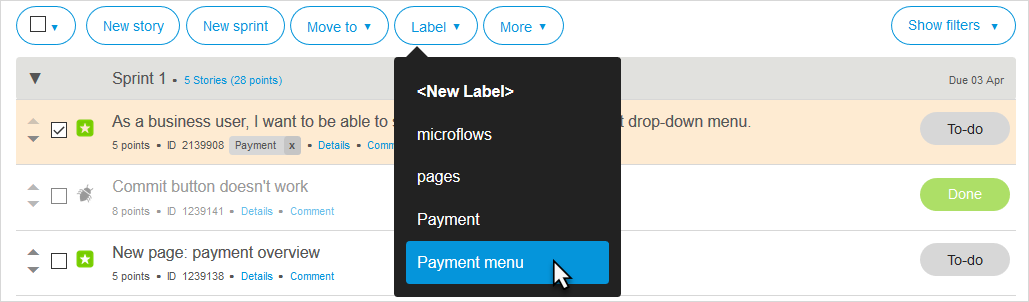 New story New sprint Move to Label More Show filters
Sprint 1 • 5 Stories (28 points) Due 03 Apr
<New Label>
As a business user, I want to be able to s t drop-down menu. To-do
microflows
5 points • ID 2139908 Payment x • Details • Comm
pages
Commit button doesn't work Done
8 points • ID 1239141 • Details • Comment
Payment
New page: payment overview To-do
Payment menu
5 points • ID 1239138 • Details • Comment